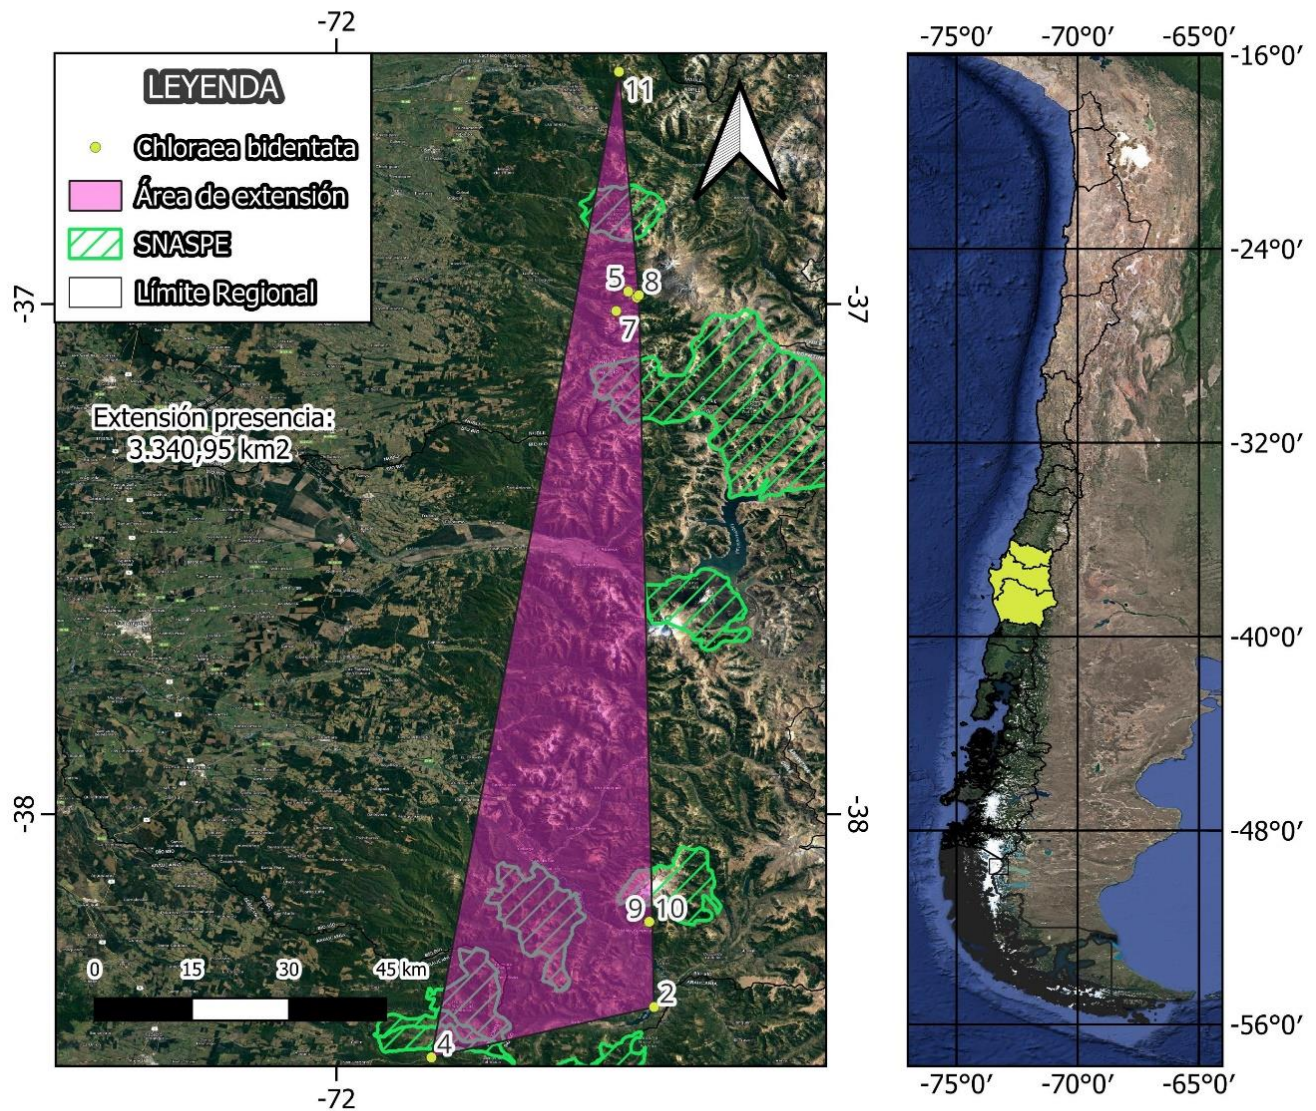 -72
LEYENDA
Chloraea bidentata
Área de extensión
SNASPE
Límite Regional
11
5 8
7
-37
-37
Extensión presencia:
3.340,95 km2
-38
-38
9 10
2
4
0 15 30 45 km
-72
-75°0′ -70°0′ -65°0′
-16°0′
-24°0′
-32°0′
-40°0′
-48°0′
-56°0′
-75°0′ -70°0′ -65°0′